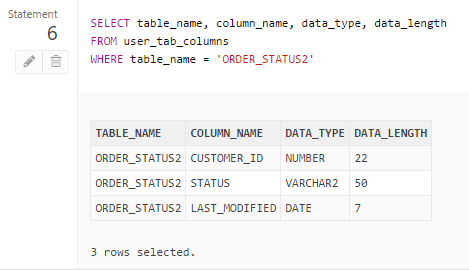 Statement
6
SELECT table_name, column_name, data_type, data_length
FROM user_tab_columns
WHERE table_name = 'ORDER_STATUS2'
TABLE_NAME COLUMN_NAME DATA_TYPE DATA_LENGTH
ORDER_STATUS2 CUSTOMER_ID NUMBER 22
ORDER_STATUS2 STATUS VARCHAR2 50
ORDER_STATUS2 LAST_MODIFIED DATE 7
3 rows selected.